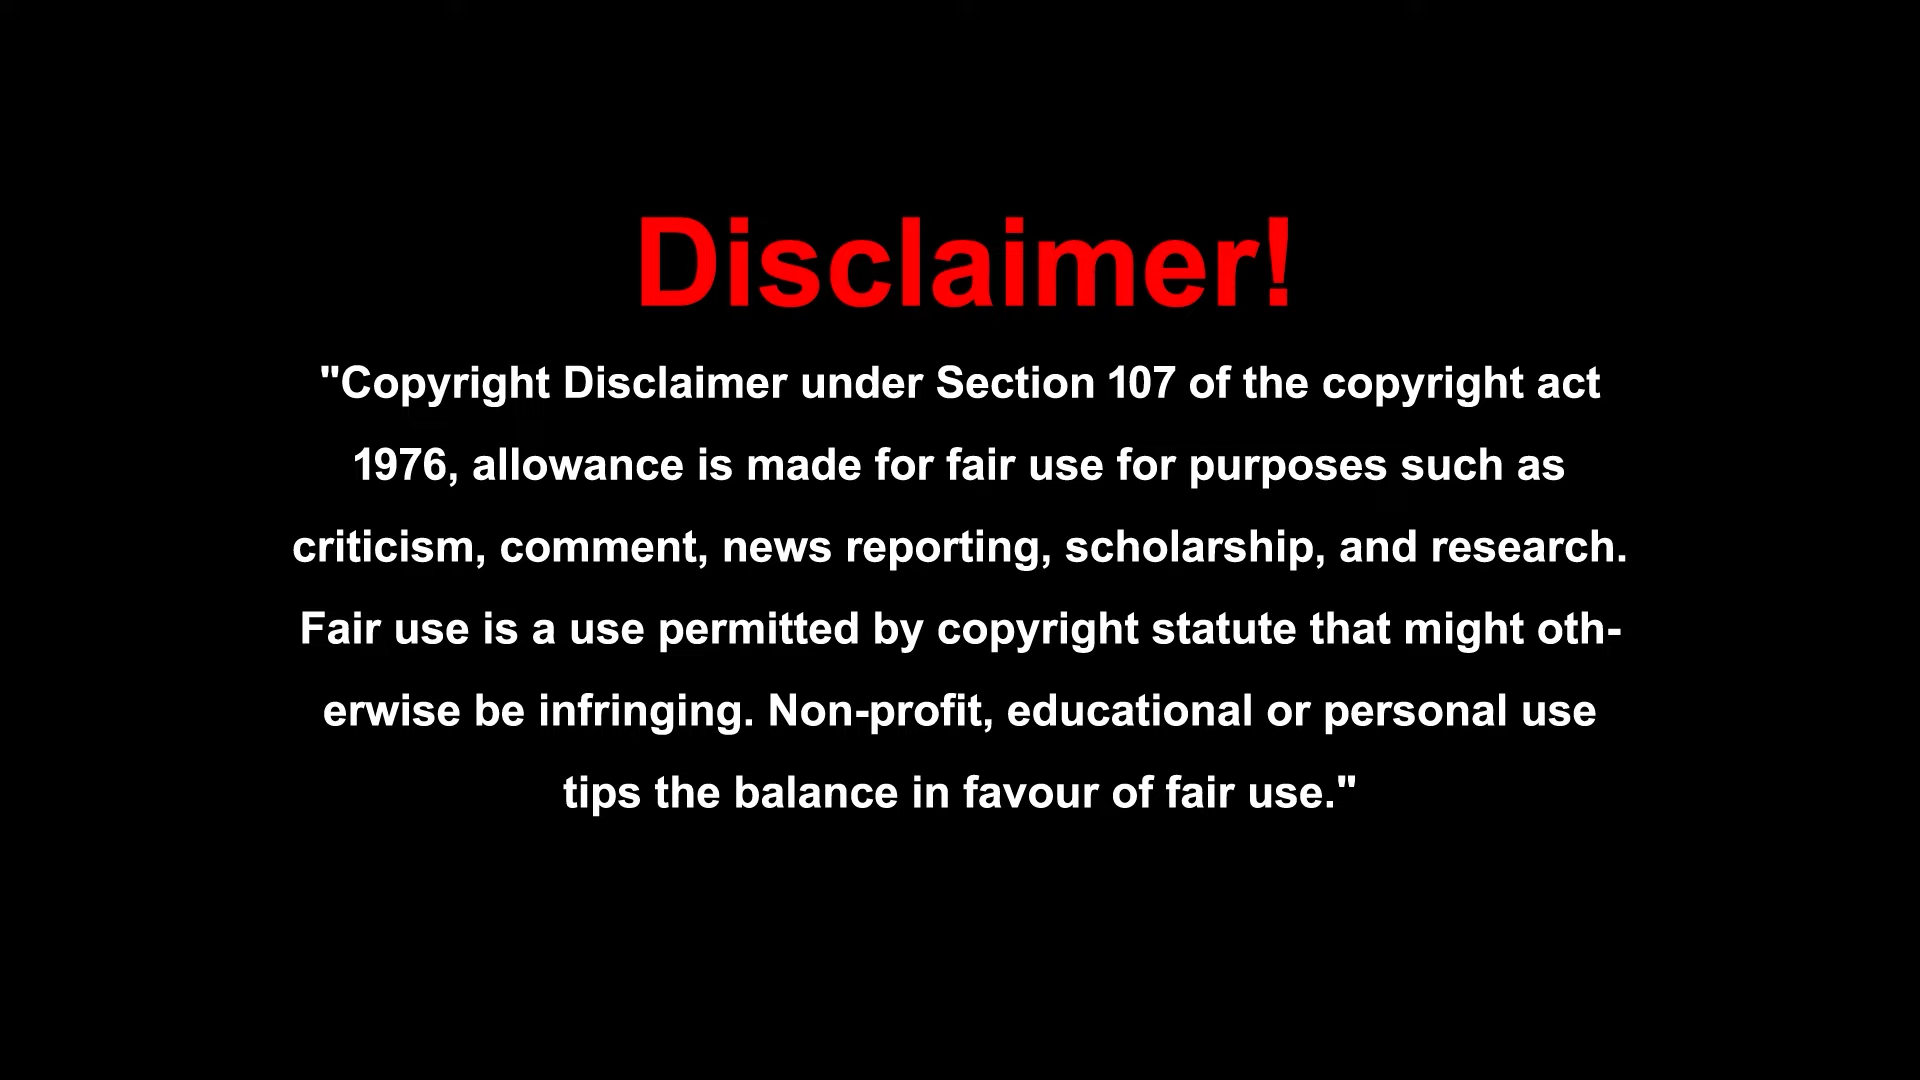 Disclaimer!
"Copyright Disclaimer under Section 107 of the copyright act
1976, allowance is made for fair use for purposes such as
criticism, comment, news reporting, scholarship, and research.
Fair use is a use permitted by copyright statute that might oth-
erwise be infringing. Non-profit, educational or personal use
tips the balance in favour of fair use."